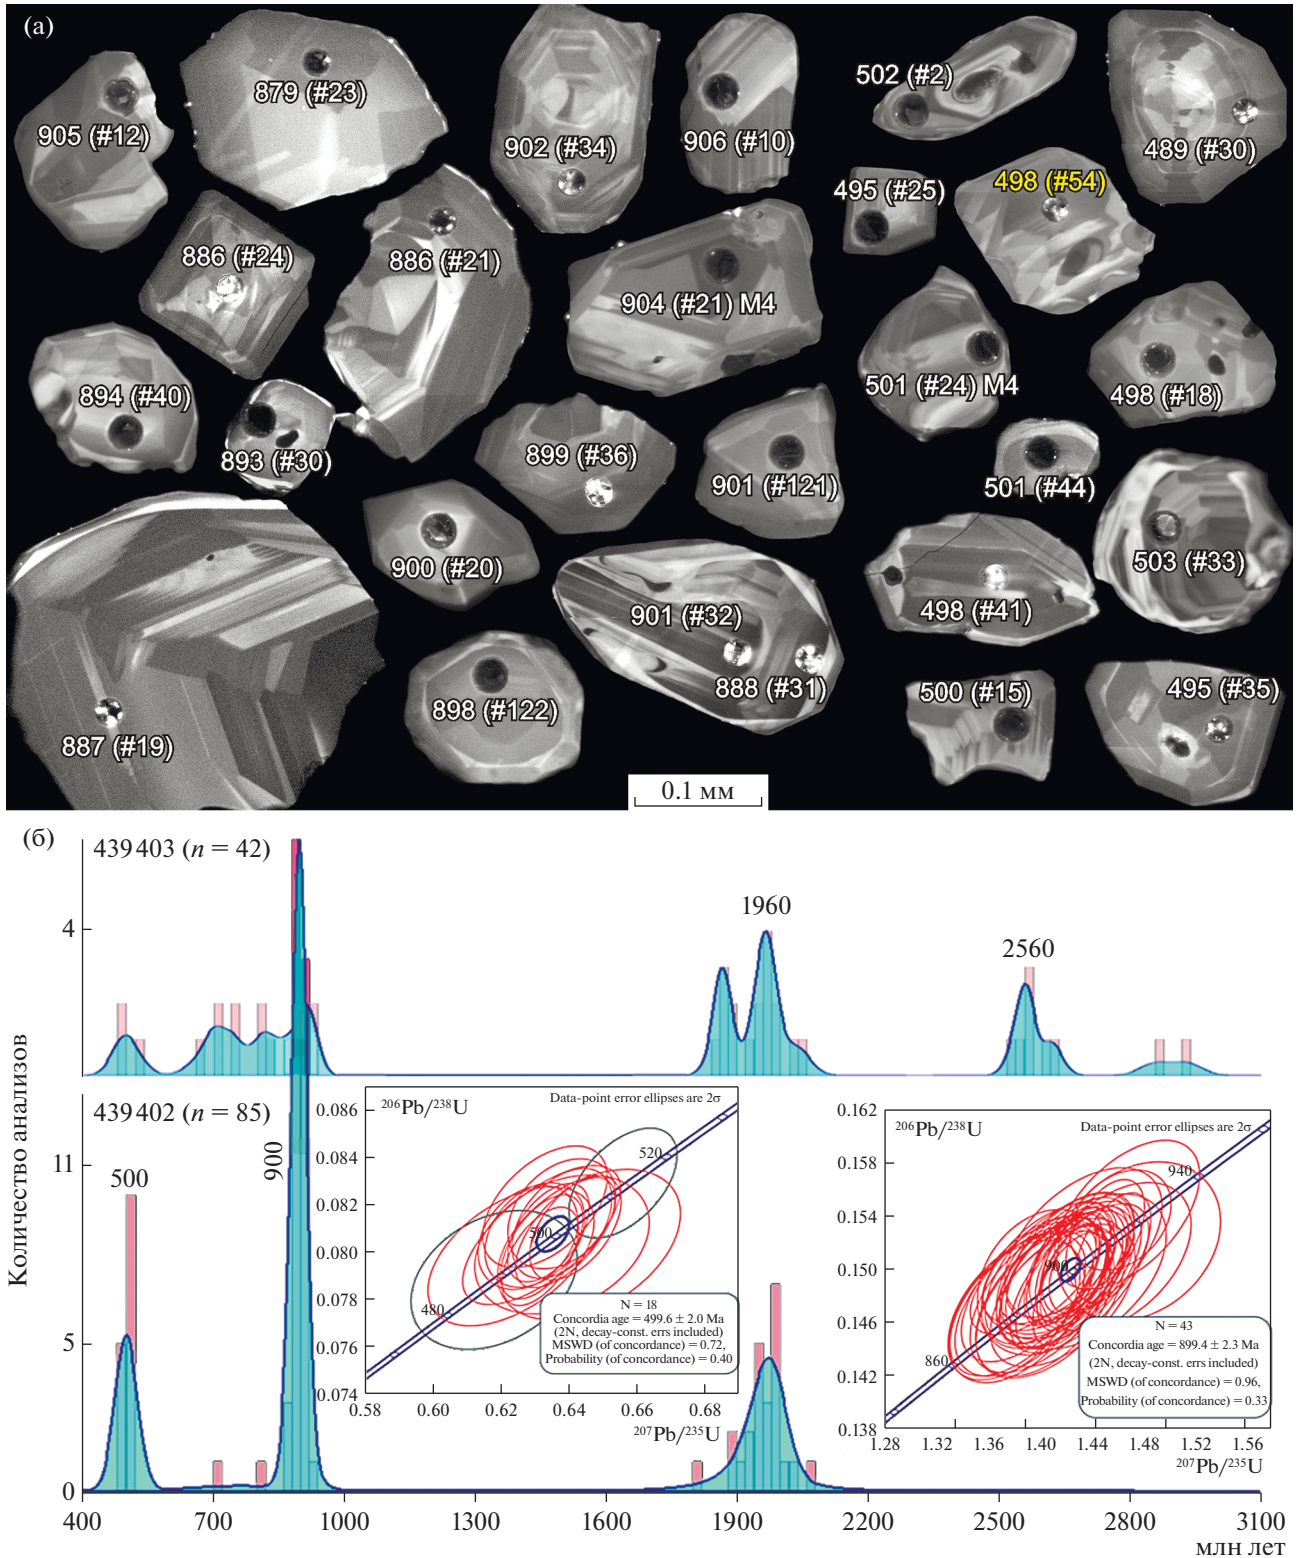 (а)
905 (#12)
879 (#23)
902 (#34)
906 (#10)
502 (#2)
489 (#30)
495 (#25)
498 (#54)
886 (#24)
886 (#21)
904 (#21) M4
894 (#40)
893 (#30)
899 (#36)
901 (#121)
501 (#24) M4
498 (#18)
501 (#44)
900 (#20)
901 (#32)
888 (#31)
498 (#41)
503 (#33)
887 (#19)
898 (#122)
500 (#15)
495 (#35)
0.1 мм
(б)
439 403 (n = 42)
4
1960
2560
Количество анализов
439 402 (n = 85)
11
500
900
5
0
206Pb/238U
Data-point error ellipses are 2σ
0.086
0.084
0.082
0.080
0.078
0.076
0.074
520
500
480
N = 18
Concordia age = 499.6 ± 2.0 Ma
(2N, decay-const. errs included)
MSWD (of concordance) = 0.72,
Probability (of concordance) = 0.40
0.58 0.60 0.62 0.64 0.66 0.68
207Pb/235U
206Pb/238U
Data-point error ellipses are 2σ
0.162
0.158
0.154
0.150
0.146
0.142
0.138
940
900
860
N = 43
Concordia age = 899.4 ± 2.3 Ma
(2N, decay-const. errs included)
MSWD (of concordance) = 0.96,
Probability (of concordance) = 0.33
1.28 1.32 1.36 1.40 1.44 1.48 1.52 1.56
207Pb/235U
400 700 1000 1300 1600 1900 2200 2500 2800 3100
млн лет